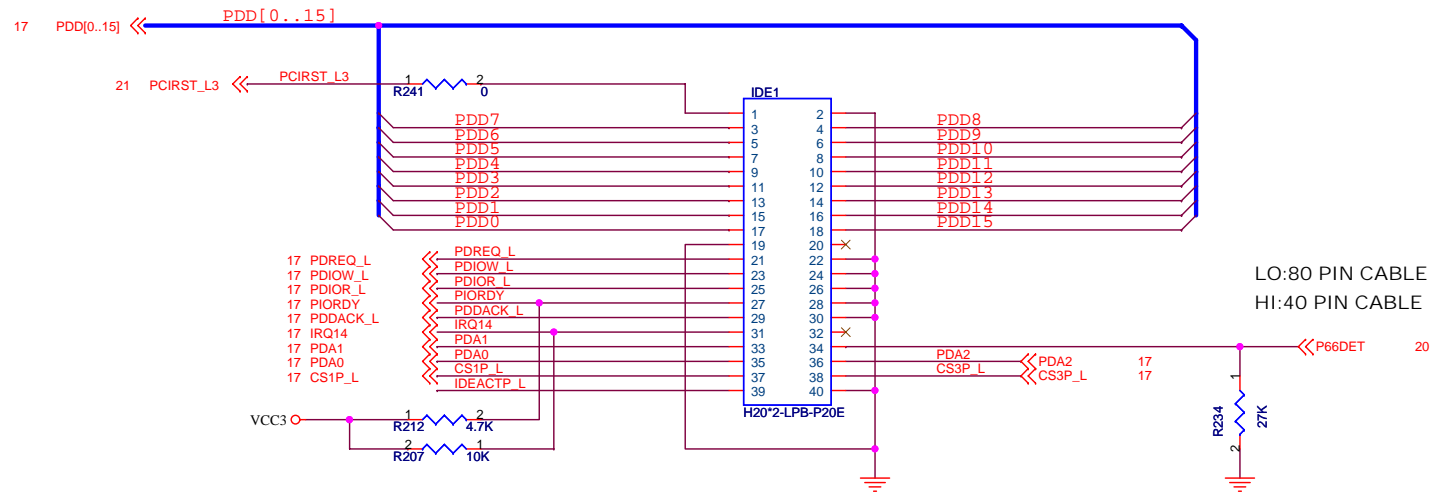 PDD[0..15]
17 PDD[0..15]
21 PCIRST_L3 PCIRST_L3 1 2
R241 0
IDE1
1 2
PDD7 3 4 PDD8
PDD6 5 6 PDD9
PDD5 7 8 PDD10
PDD4 9 10 PDD11
PDD3 11 12 PDD12
PDD2 13 14 PDD13
PDD1 15 16 PDD14
PDD0 17 18 PDD15
19 20
17 PDREQ_L PDREQ_L 21 22
17 PDIOW_L PDIOW_L 23 24
17 PDIOR_L PDIOR_L 25 26
17 PIORDY PIORDY 27 28
17 PDDACK_L PDDACK_L 29 30
17 IRQ14 IRQ14 31 32
17 PDA1 PDA1 33 34
17 PDA0 PDA0 35 36 PDA2 PDA2 17
17 CS1P_L CS1P_L 37 38 CS3P_L CS3P_L 17
IDEACTP_L 39 40
H20*2-LPB-P20E
LO:80 PIN CABLE
HI:40 PIN CABLE
P66DET 20
VCC3 1 2
R212 4.7K
2 1
R207 10K
1
R234 27K
2